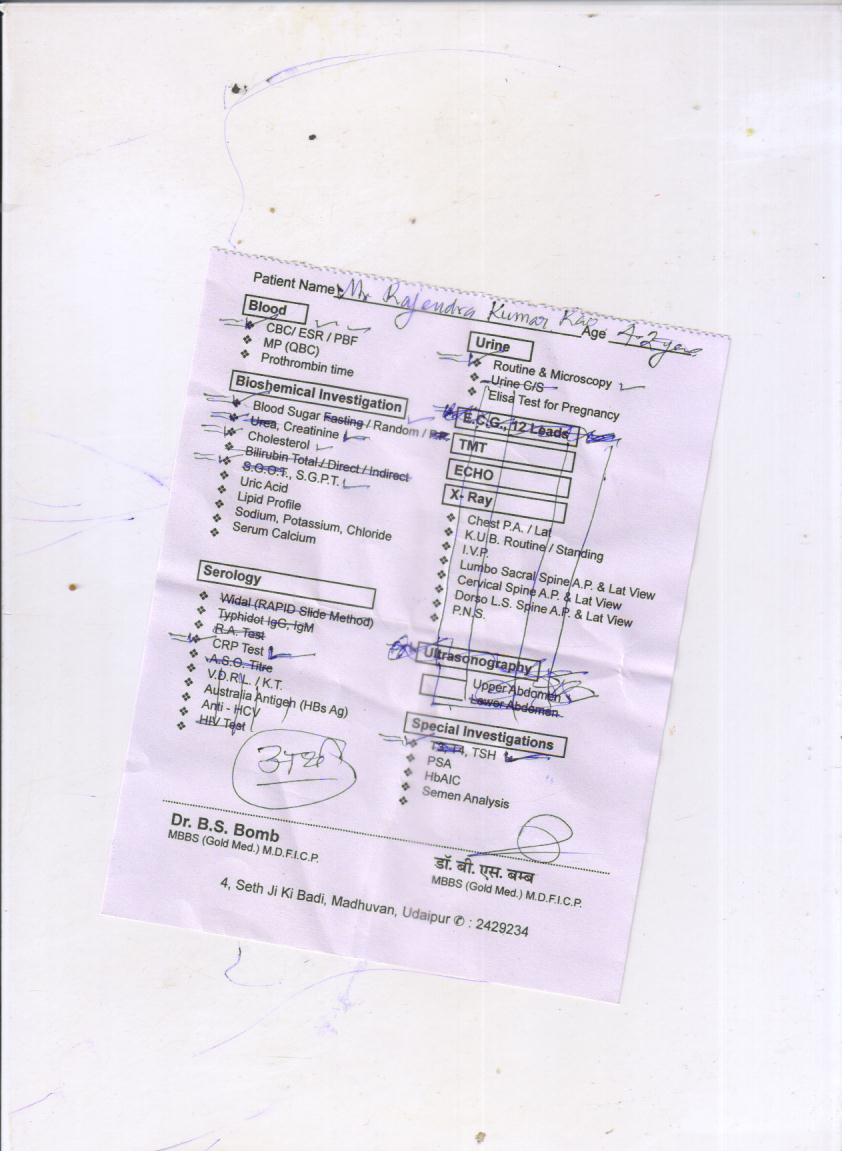 Patient Name Mr Rajendra Kumar
Age 42 years
Blood
CBC/ ESR / PBF
MP (QBC)
Prothrombin time
Bioshemical Investigation
Blood Sugar Fasting / Random /
Urea, Creatinine
Cholesterol
Bilirubin Total / Direct / Indirect
S.G.O.T., S.G.P.T.
Uric Acid
Lipid Profile
Sodium, Potassium, Chloride
Serum Calcium
Serology
Widal (RAPID Slide Method)
Typhidot IgG, IgM
R.A. Test
CRP Test
A.S.O. Titre
V.D.R.L. / K.T.
Australia Antigen (HBs Ag)
Anti - HCV
HIV Test
Urine
Routine & Microscopy
Urine C/S
Elisa Test for Pregnancy
E.C.G., 12 Leads
TMT
ECHO
X- Ray
Chest P.A. / Lat
K.U.B. Routine / Standing
I.V.P.
Lumbo Sacral Spine A.P. & Lat View
Cervical Spine A.P. & Lat View
Dorso L.S. Spine A.P. & Lat View
P.N.S.
Ultrasonography
Upper Abdomen
Lower Abdomen
Special Investigations
T3, T4, TSH
PSA
HbAIC
Semen Analysis
Dr. B.S. Bomb
MBBS (Gold Med.) M.D.F.I.C.P.
डॉ. बी. एस. बम्ब
MBBS (Gold Med.) M.D.F.I.C.P.
4, Seth Ji Ki Badi, Madhuvan, Udaipur ✆ : 2429234